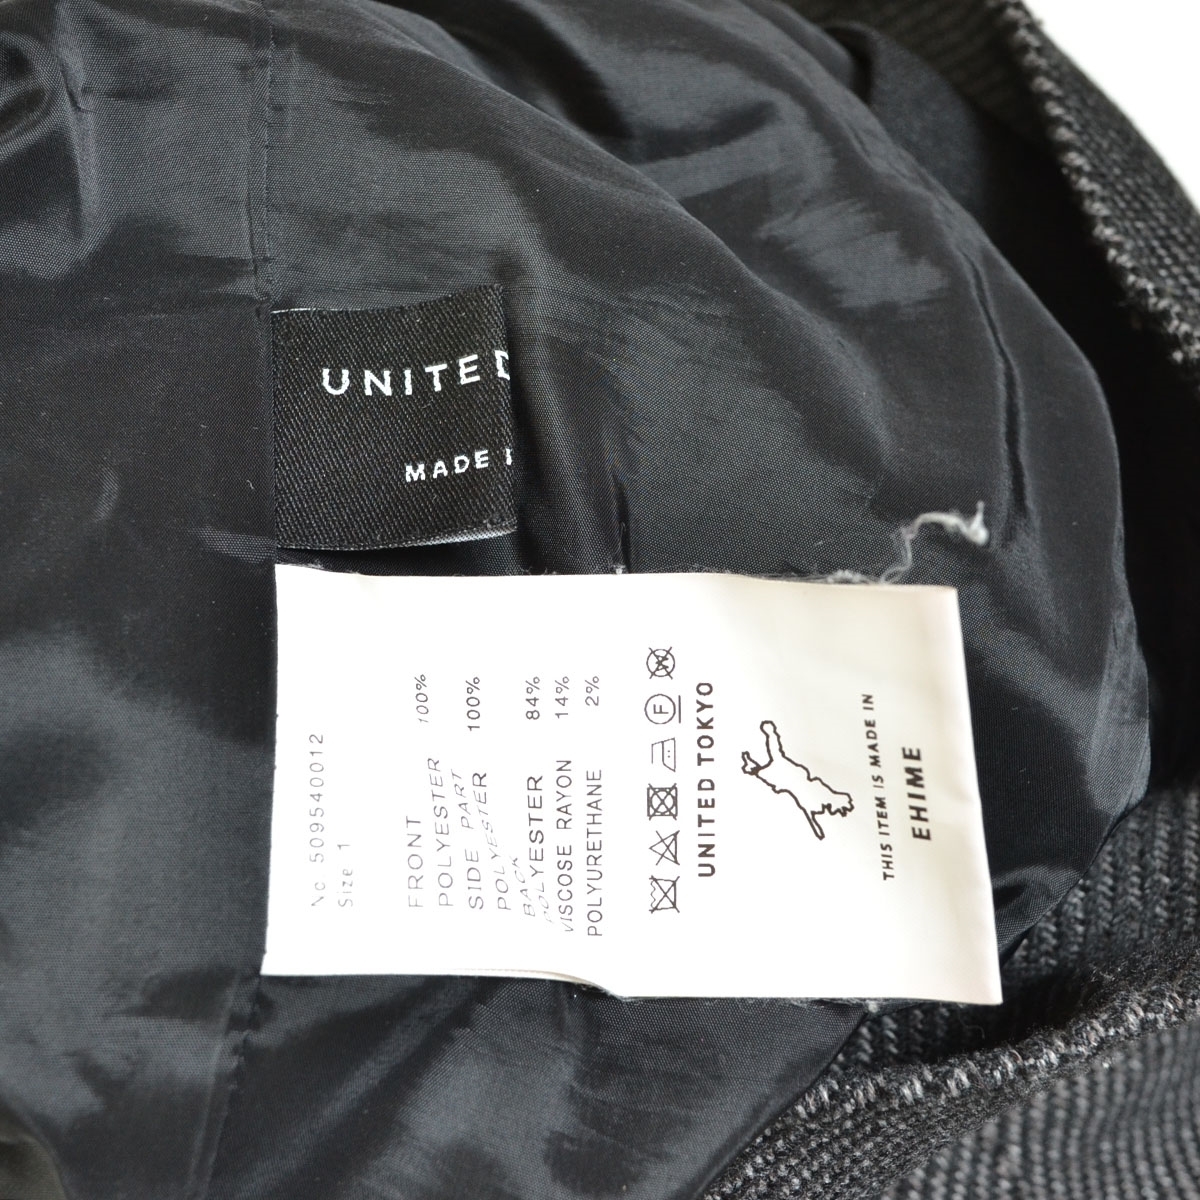 UNITED
MADE I
No. 509540012
Size 1
FRONT
POLYESTER 100%
SIDE PART
POLYESTER 100%
BACK
POLYESTER 84%
VISCOSE RAYON 14%
POLYURETHANE 2%
F W
UNITED TOKYO
THIS ITEM IS MADE IN
EHIME